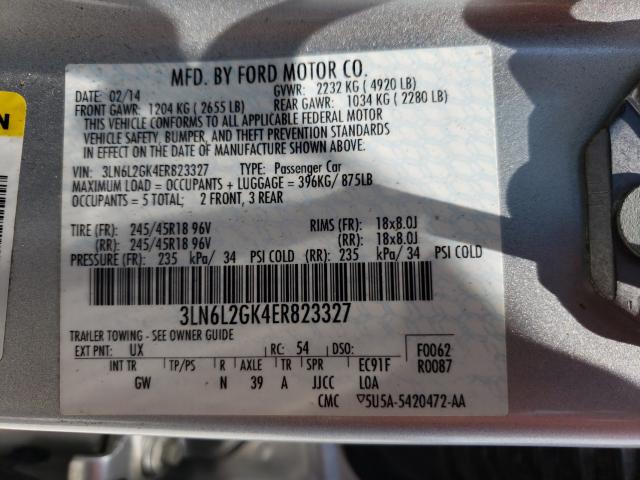 MFD. BY FORD MOTOR CO.
DATE: 02/14 GVWR: 2232 KG ( 4920 LB)
FRONT GAWR: 1204 KG ( 2655 LB) REAR GAWR: 1034 KG ( 2280 LB)
THIS VEHICLE CONFORMS TO ALL APPLICABLE FEDERAL MOTOR
VEHICLE SAFETY, BUMPER, AND THEFT PREVENTION STANDARDS
IN EFFECT ON THE DATE OF MANUFACTURE SHOWN ABOVE.
VIN: 3LN6L2GK4ER823327 TYPE: Passenger Car
MAXIMUM LOAD = OCCUPANTS + LUGGAGE = 396KG/ 875LB
OCCUPANTS = 5 TOTAL; 2 FRONT, 3 REAR
TIRE (FR): 245/45R18 96V RIMS (FR): 18x8.0J
(RR): 245/45R18 96V (RR): 18x8.0J
PRESSURE (FR): 235 kPa/ 34 PSI COLD (RR): 235 kPa/ 34 PSI COLD
3LN6L2GK4ER823327
TRAILER TOWING - SEE OWNER GUIDE
EXT PNT: UX RC: 54 DSO: F0062
INT TR TP/PS R AXLE TR SPR EC91F R0087
GW N 39 A JJCC LOA
CMC 5U5A-5420472-AA